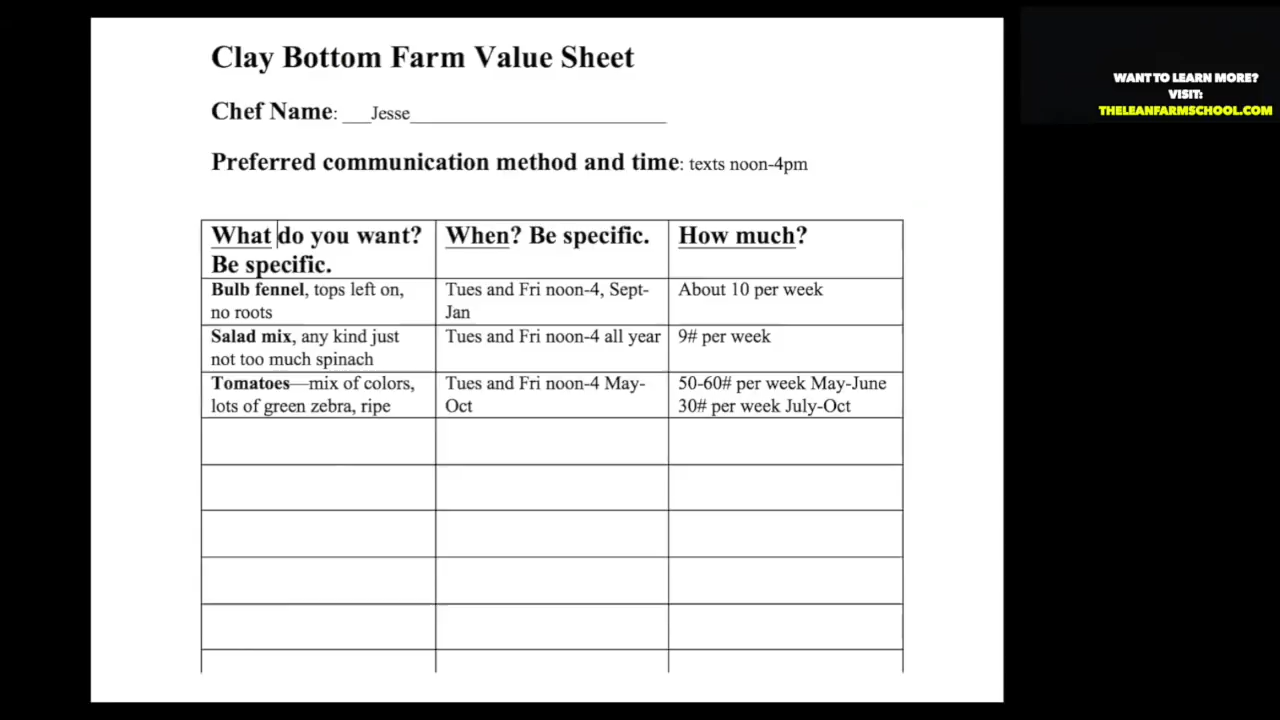 Clay Bottom Farm Value Sheet
Chef Name: ___Jesse__________________________
Preferred communication method and time: texts noon-4pm
What do you want? Be specific.
When? Be specific.
How much?
Bulb fennel, tops left on,
no roots
Tues and Fri noon-4, Sept-
Jan
About 10 per week
Salad mix, any kind just
not too much spinach
Tues and Fri noon-4 all year
9# per week
Tomatoes—mix of colors,
lots of green zebra, ripe
Tues and Fri noon-4 May-
Oct
50-60# per week May-June
30# per week July-Oct
WANT TO LEARN MORE?
VISIT:
THELEANFARMSCHOOL.COM